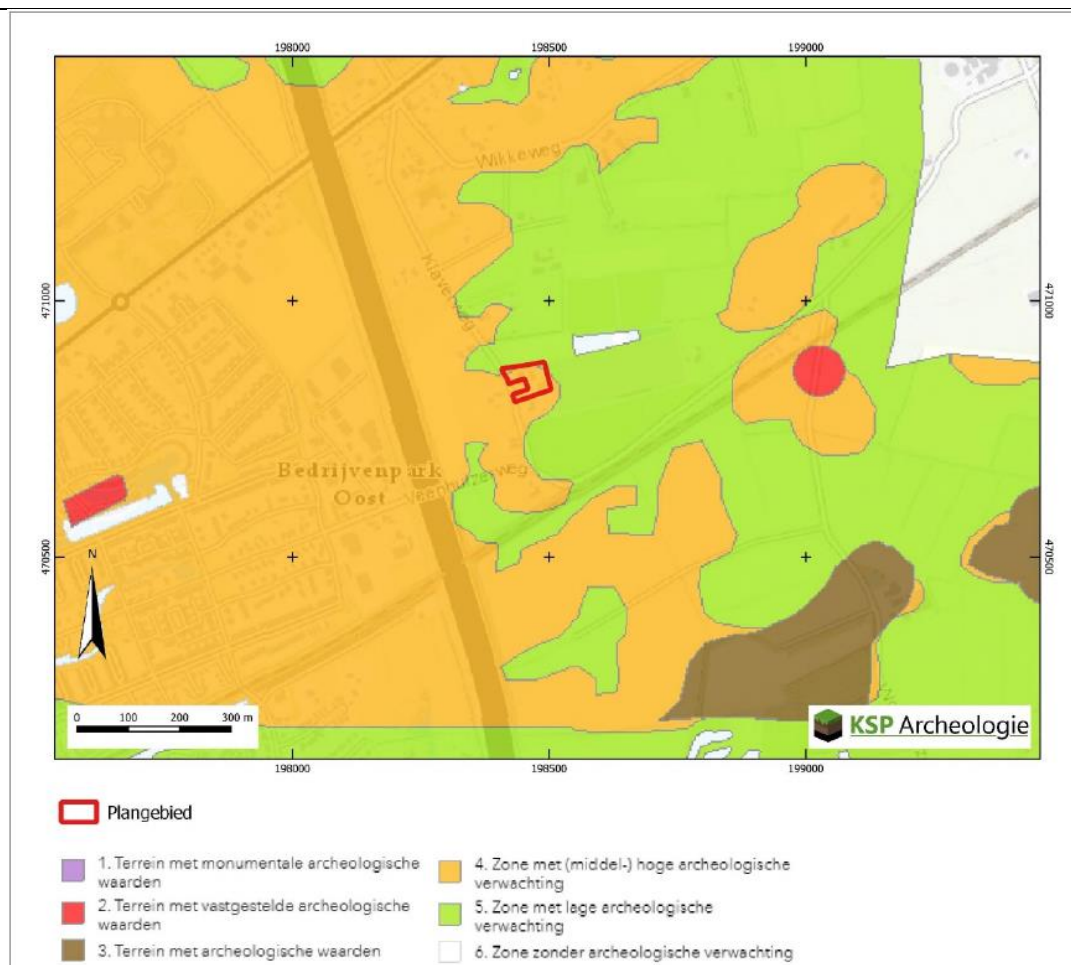 198000 198500 199000
Wikkeweg
Klaverweg
471000 471000
Bedrijvenpark
Oost
Veenhuizerweg
470500 470500
N
0 100 200 300 m
KSP Archeologie
198000 198500 199000
Plangebied
1. Terrein met monumentale archeologische
waarden
2. Terrein met vastgestelde archeologische
waarden
3. Terrein met archeologische waarden
4. Zone met (middel-) hoge archeologische
verwachting
5. Zone met lage archeologische
verwachting
6. Zone zonder archeologische verwachting